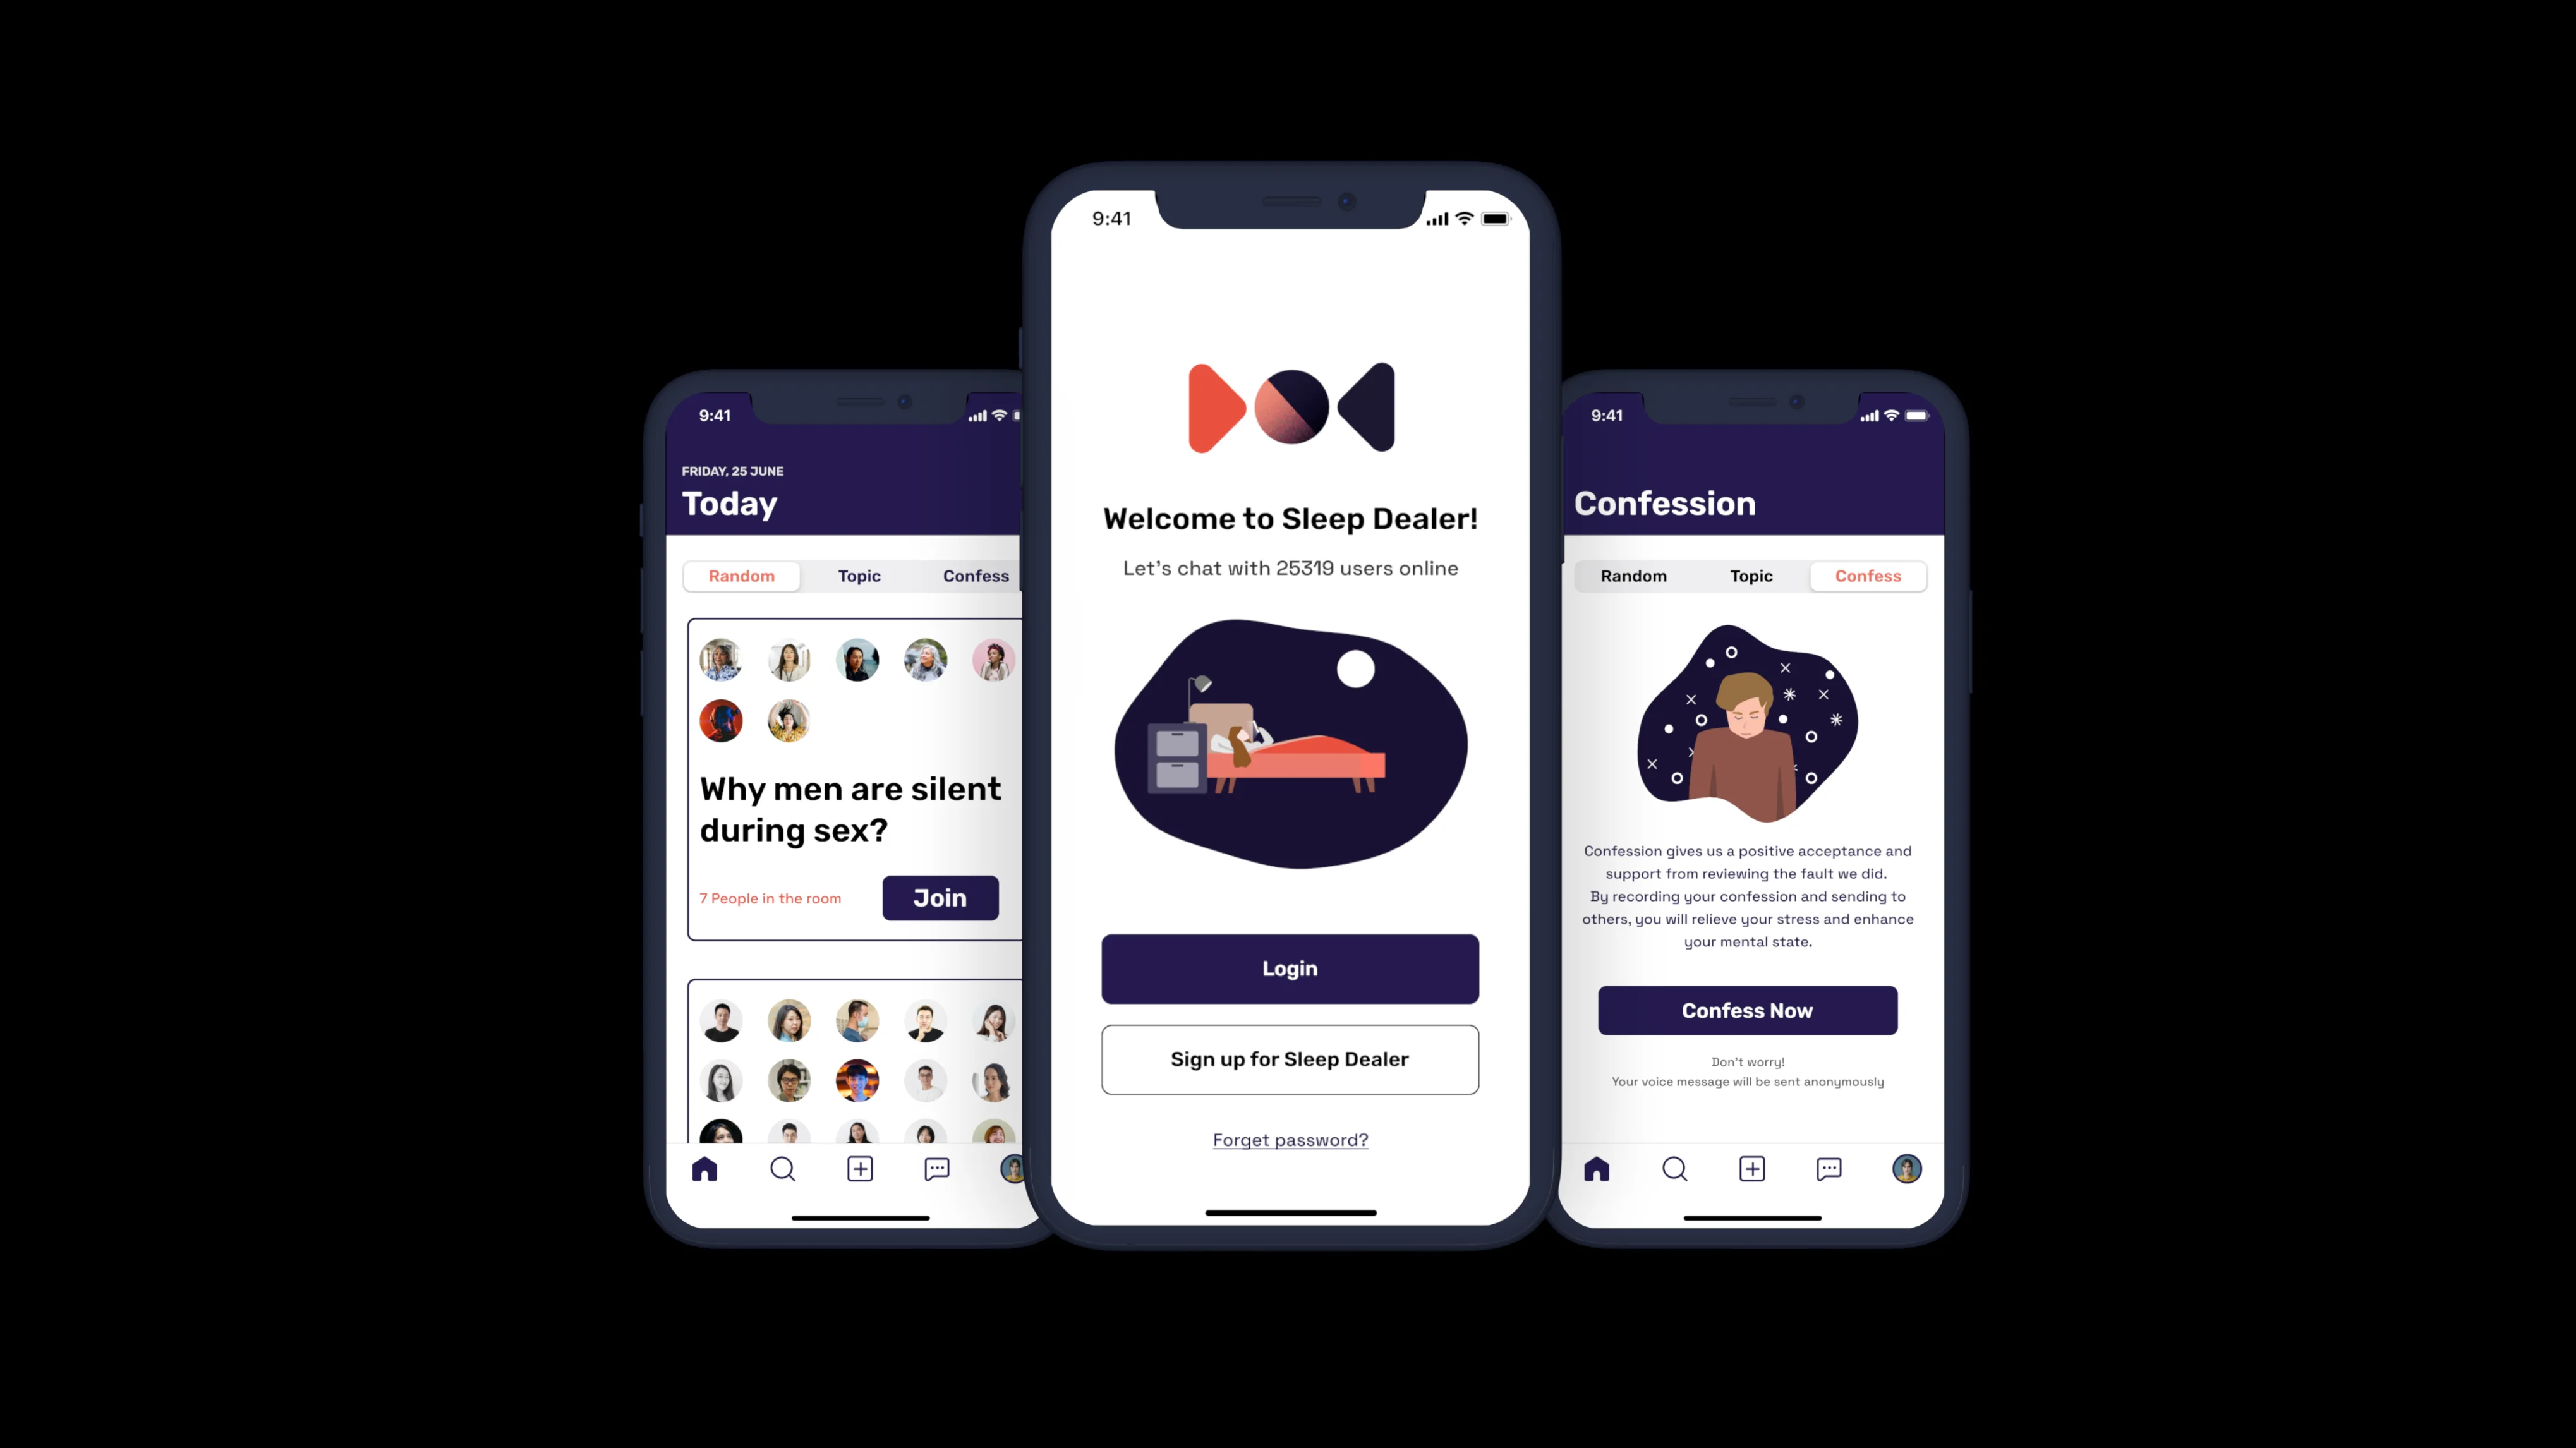 9:41
FRIDAY, 25 JUNE
Today
Random Topic Confess
Why men are silent
during sex?
7 People in the room
Join
9:41
Welcome to Sleep Dealer!
Let's chat with 25319 users online
Login
Sign up for Sleep Dealer
Forget password?
9:41
Confession
Random Topic Confess
Confession gives us a positive acceptance and
support from reviewing the fault we did.
By recording your confession and sending to
others, you will relieve your stress and enhance
your mental state.
Confess Now
Don't worry!
Your voice message will be sent anonymously